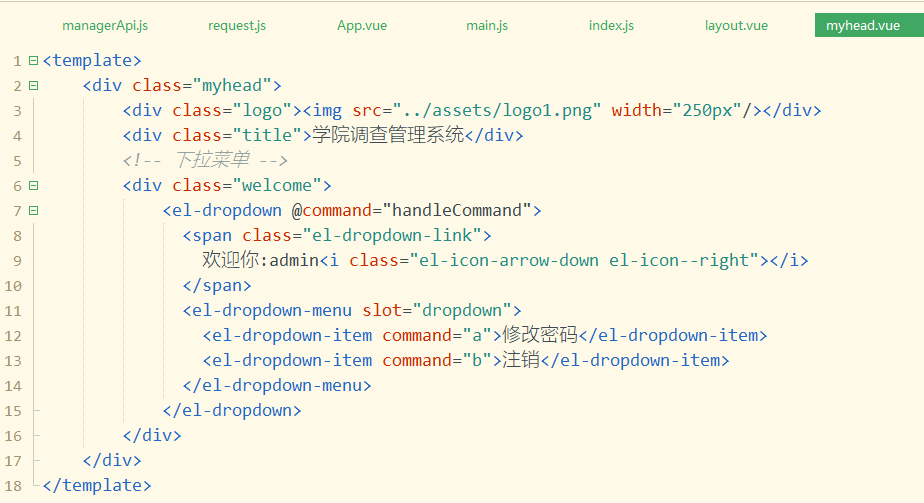 managerApi.js request.js App.vue main.js index.js layout.vue myhead.vue
1 <template>
2 <div class="myhead">
3 <div class="logo"><img src="../assets/logo1.png" width="250px"/></div>
4 <div class="title">学院调查管理系统</div>
5 <!-- 下拉菜单 -->
6 <div class="welcome">
7 <el-dropdown @command="handleCommand">
8 <span class="el-dropdown-link">
9 欢迎你:admin<i class="el-icon-arrow-down el-icon--right"></i>
10 </span>
11 <el-dropdown-menu slot="dropdown">
12 <el-dropdown-item command="a">修改密码</el-dropdown-item>
13 <el-dropdown-item command="b">注销</el-dropdown-item>
14 </el-dropdown-menu>
15 </el-dropdown>
16 </div>
17 </div>
18 </template>